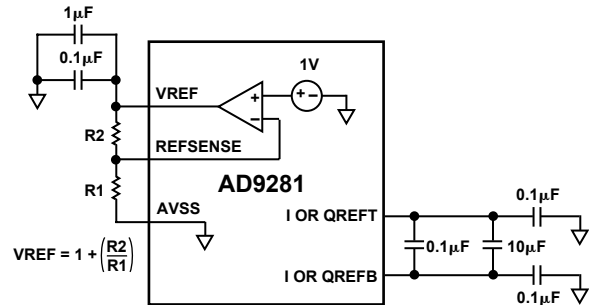 1µF
0.1µF
1V
VREF
+
+ −
−
R2
REFSENSE
R1
AD9281
AVSS
VREF = 1 + (R2/R1)
I OR QREFT
0.1µF
0.1µF
10µF
I OR QREFB
0.1µF